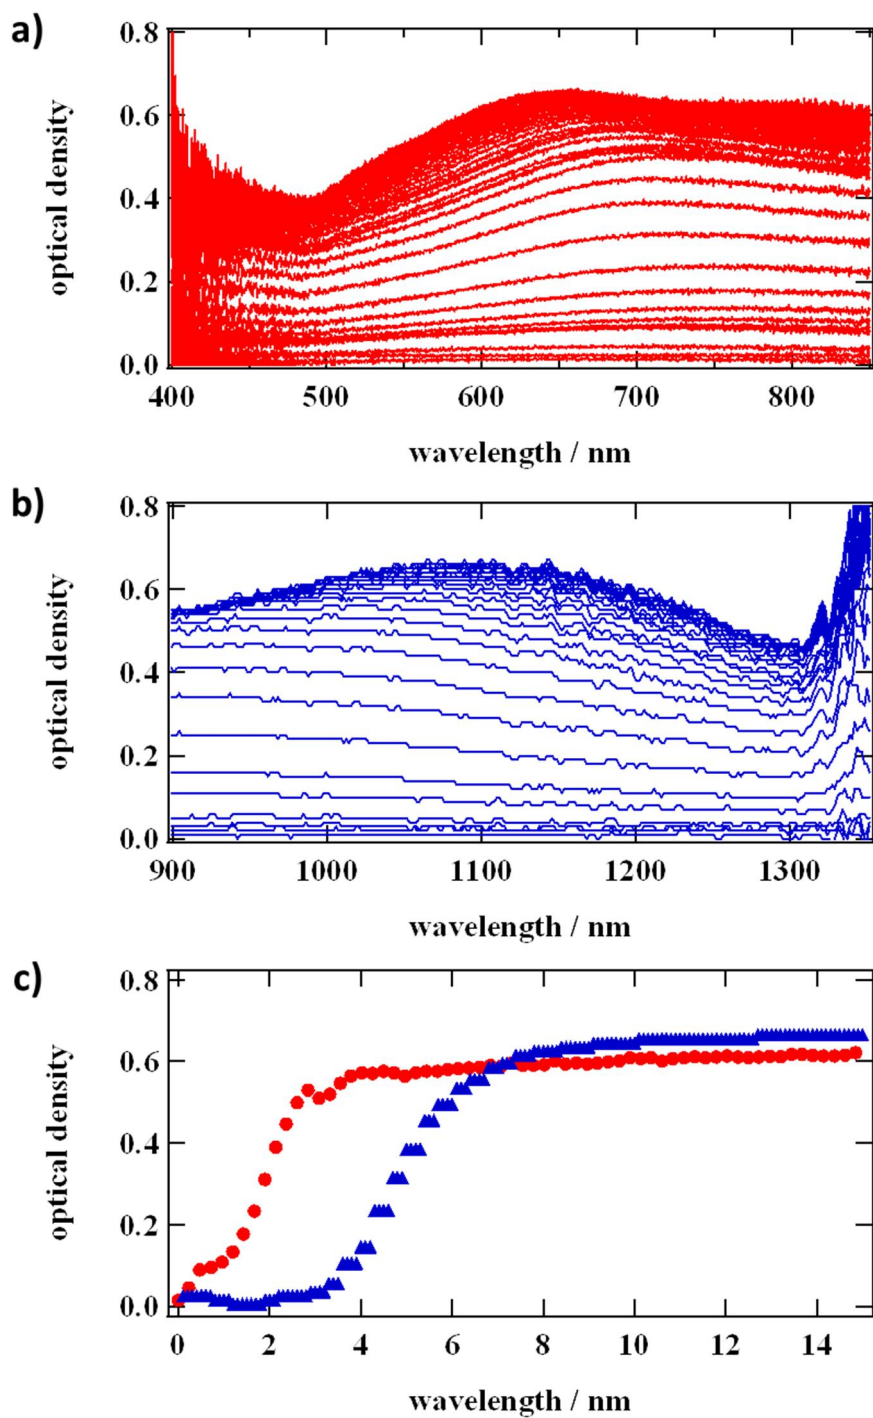 a)
0.8
0.6
0.4
0.2
0.0
optical density
400 500 600 700 800
wavelength / nm
b)
0.8
0.6
0.4
0.2
0.0
optical density
900 1000 1100 1200 1300
wavelength / nm
c)
0.8
0.6
0.4
0.2
0.0
optical density
0 2 4 6 8 10 12 14
wavelength / nm